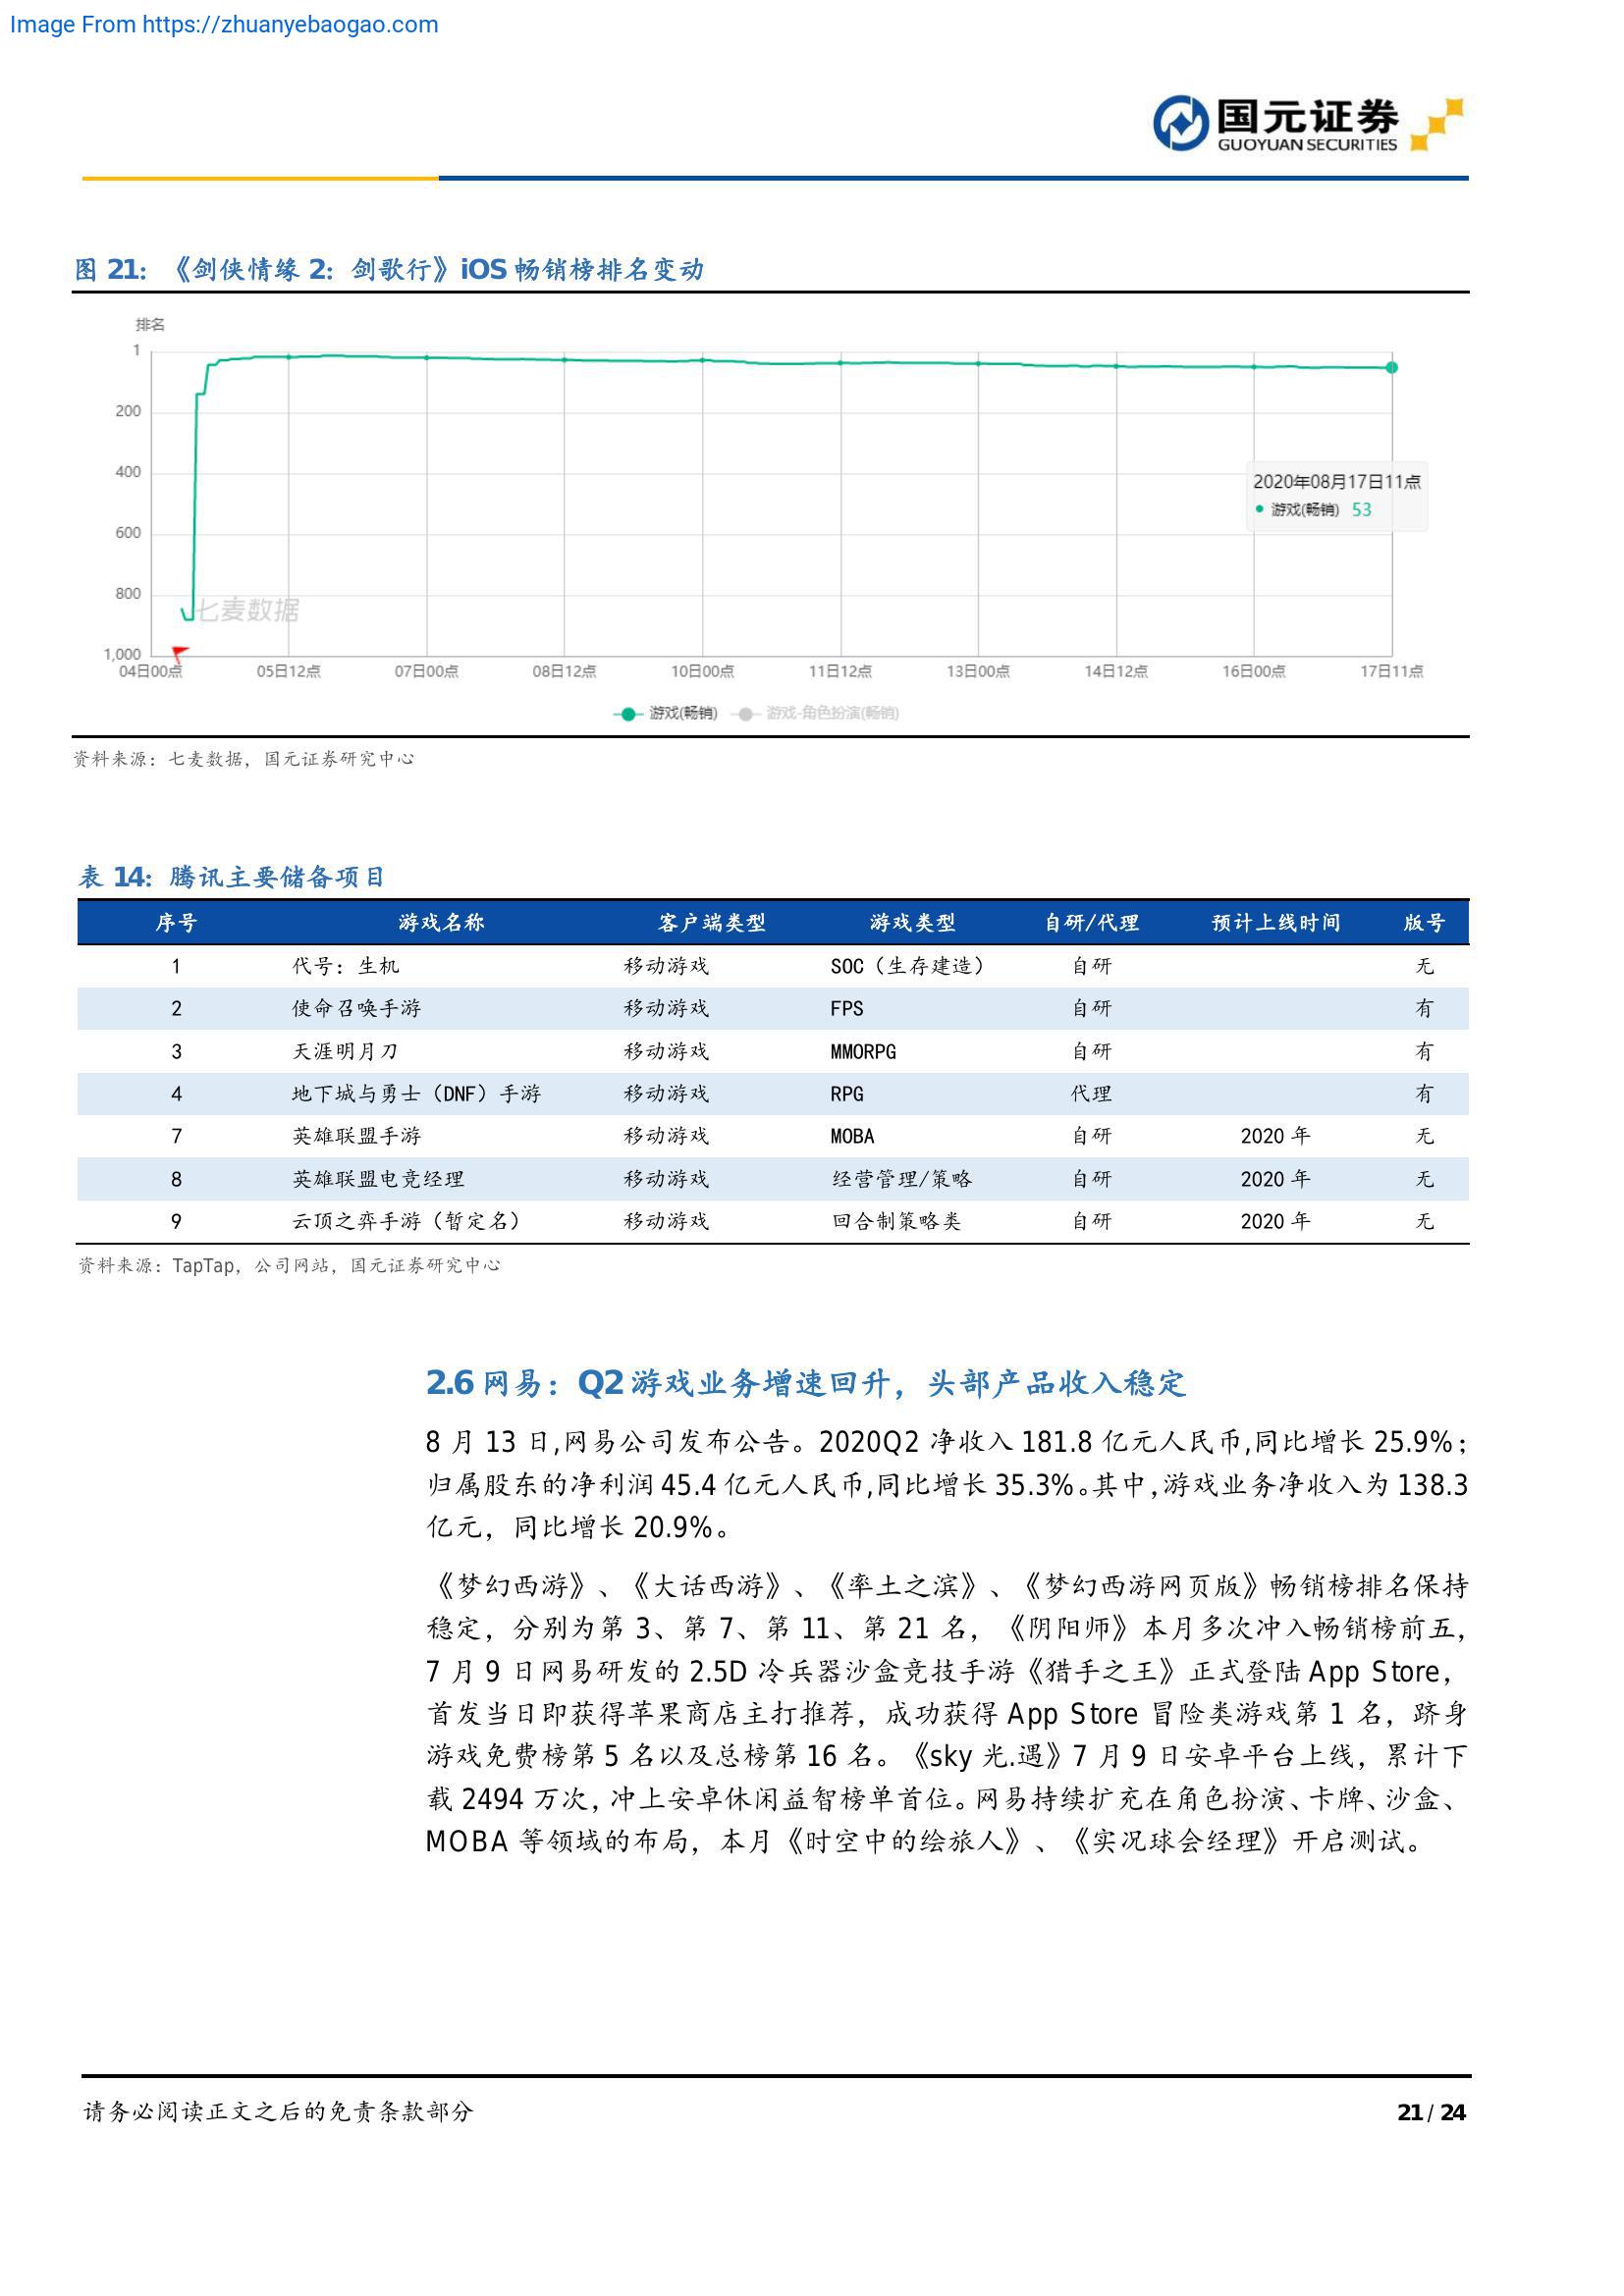 Image From https://zhuanyebaogao.com
国元证券
GUOYUAN SECURITIES
图 21：《剑侠情缘 2：剑歌行》iOS 畅销榜排名变动
排名
1
200
400
600
800
1,000
2020年08月17日11点
游戏(畅销) 53
七麦数据
04日00点 05日12点 07日00点 08日12点 10日00点 11日12点 13日00点 14日12点 16日00点 17日11点
游戏(畅销) 游戏-角色扮演(畅销)
资料来源：七麦数据，国元证券研究中心
表 14：腾讯主要储备项目
序号 游戏名称 客户端类型 游戏类型 自研/代理 预计上线时间 版号
1 代号：生机 移动游戏 SOC（生存建造） 自研 无
2 使命召唤手游 移动游戏 FPS 自研 有
3 天涯明月刀 移动游戏 MMORPG 自研 有
4 地下城与勇士（DNF）手游 移动游戏 RPG 代理 有
7 英雄联盟手游 移动游戏 MOBA 自研 2020 年 无
8 英雄联盟电竞经理 移动游戏 经营管理/策略 自研 2020 年 无
9 云顶之弈手游（暂定名） 移动游戏 回合制策略类 自研 2020 年 无
资料来源：TapTap，公司网站，国元证券研究中心
2.6 网易：Q2 游戏业务增速回升，头部产品收入稳定
8 月 13 日,网易公司发布公告。2020Q2 净收入 181.8 亿元人民币,同比增长 25.9%；
归属股东的净利润 45.4 亿元人民币,同比增长 35.3%。其中,游戏业务净收入为 138.3
亿元，同比增长 20.9%。
《梦幻西游》、《大话西游》、《率土之滨》、《梦幻西游网页版》畅销榜排名保持
稳定，分别为第 3、第 7、第 11、第 21 名，《阴阳师》本月多次冲入畅销榜前五，
7 月 9 日网易研发的 2.5D 冷兵器沙盒竞技手游《猎手之王》正式登陆 App Store，
首发当日即获得苹果商店主打推荐，成功获得 App Store 冒险类游戏第 1 名，跻身
游戏免费榜第 5 名以及总榜第 16 名。《sky 光.遇》7 月 9 日安卓平台上线，累计下
载 2494 万次，冲上安卓休闲益智榜单首位。网易持续扩充在角色扮演、卡牌、沙盒、
MOBA 等领域的布局，本月《时空中的绘旅人》、《实况球会经理》开启测试。
请务必阅读正文之后的免责条款部分
21 / 24